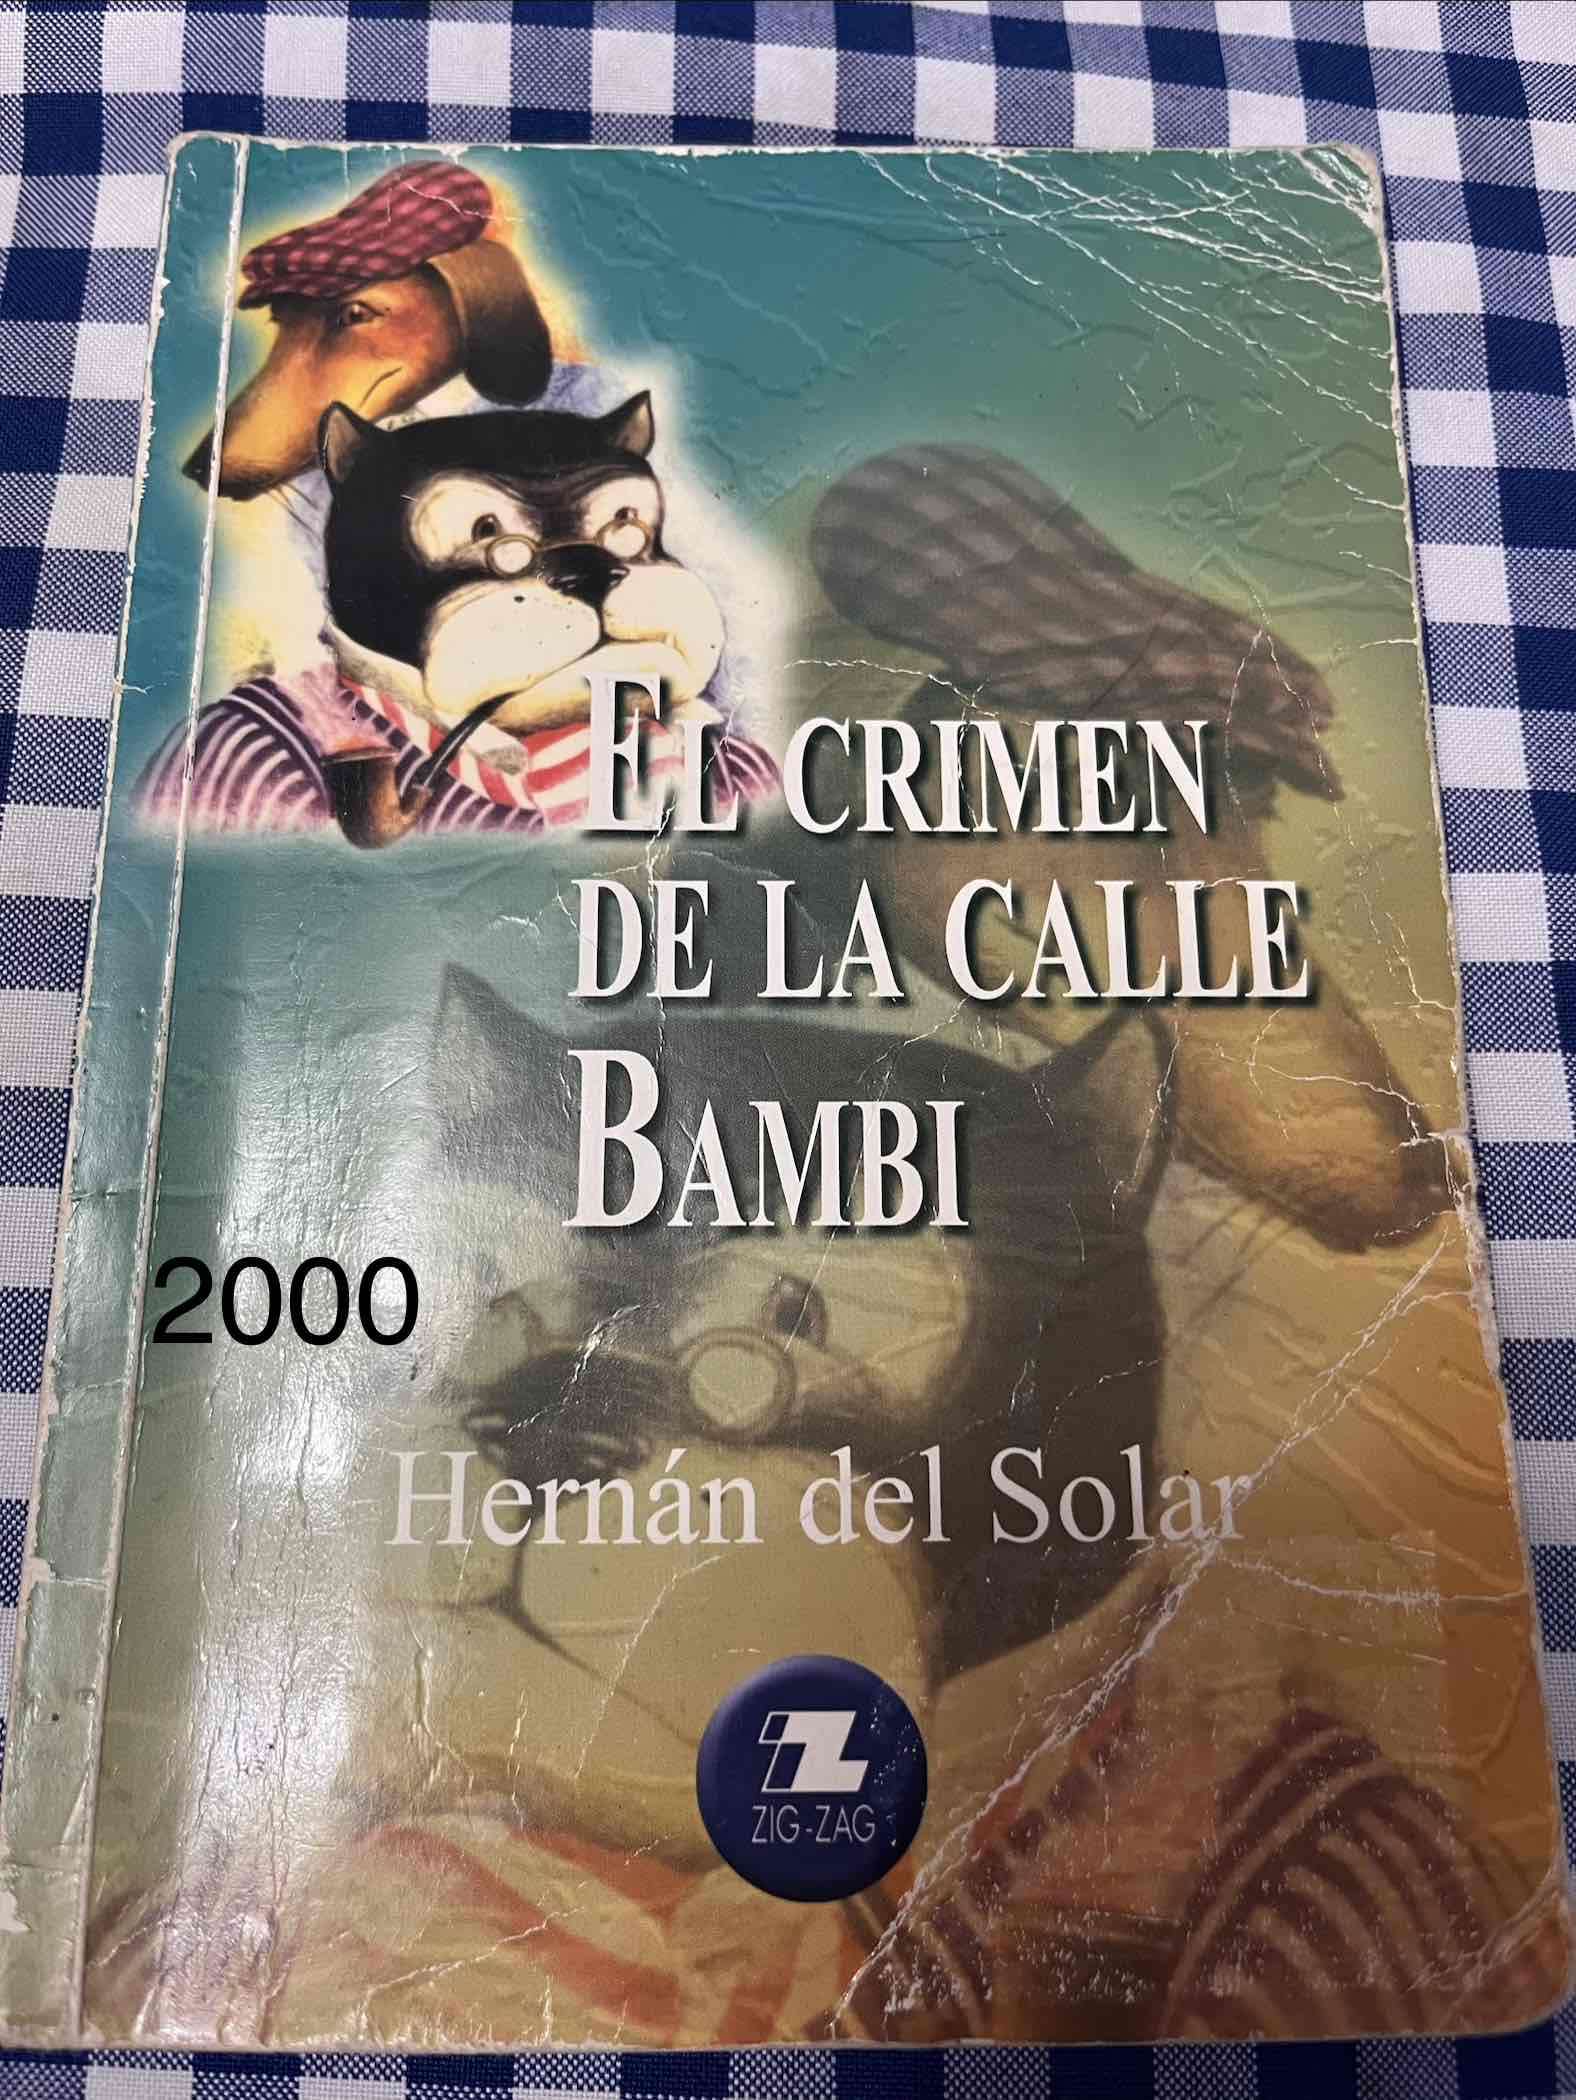 EL CRIMEN
DE LA CALLE
BAMBI
2000
Hernán del Solar
ZIG-ZAG